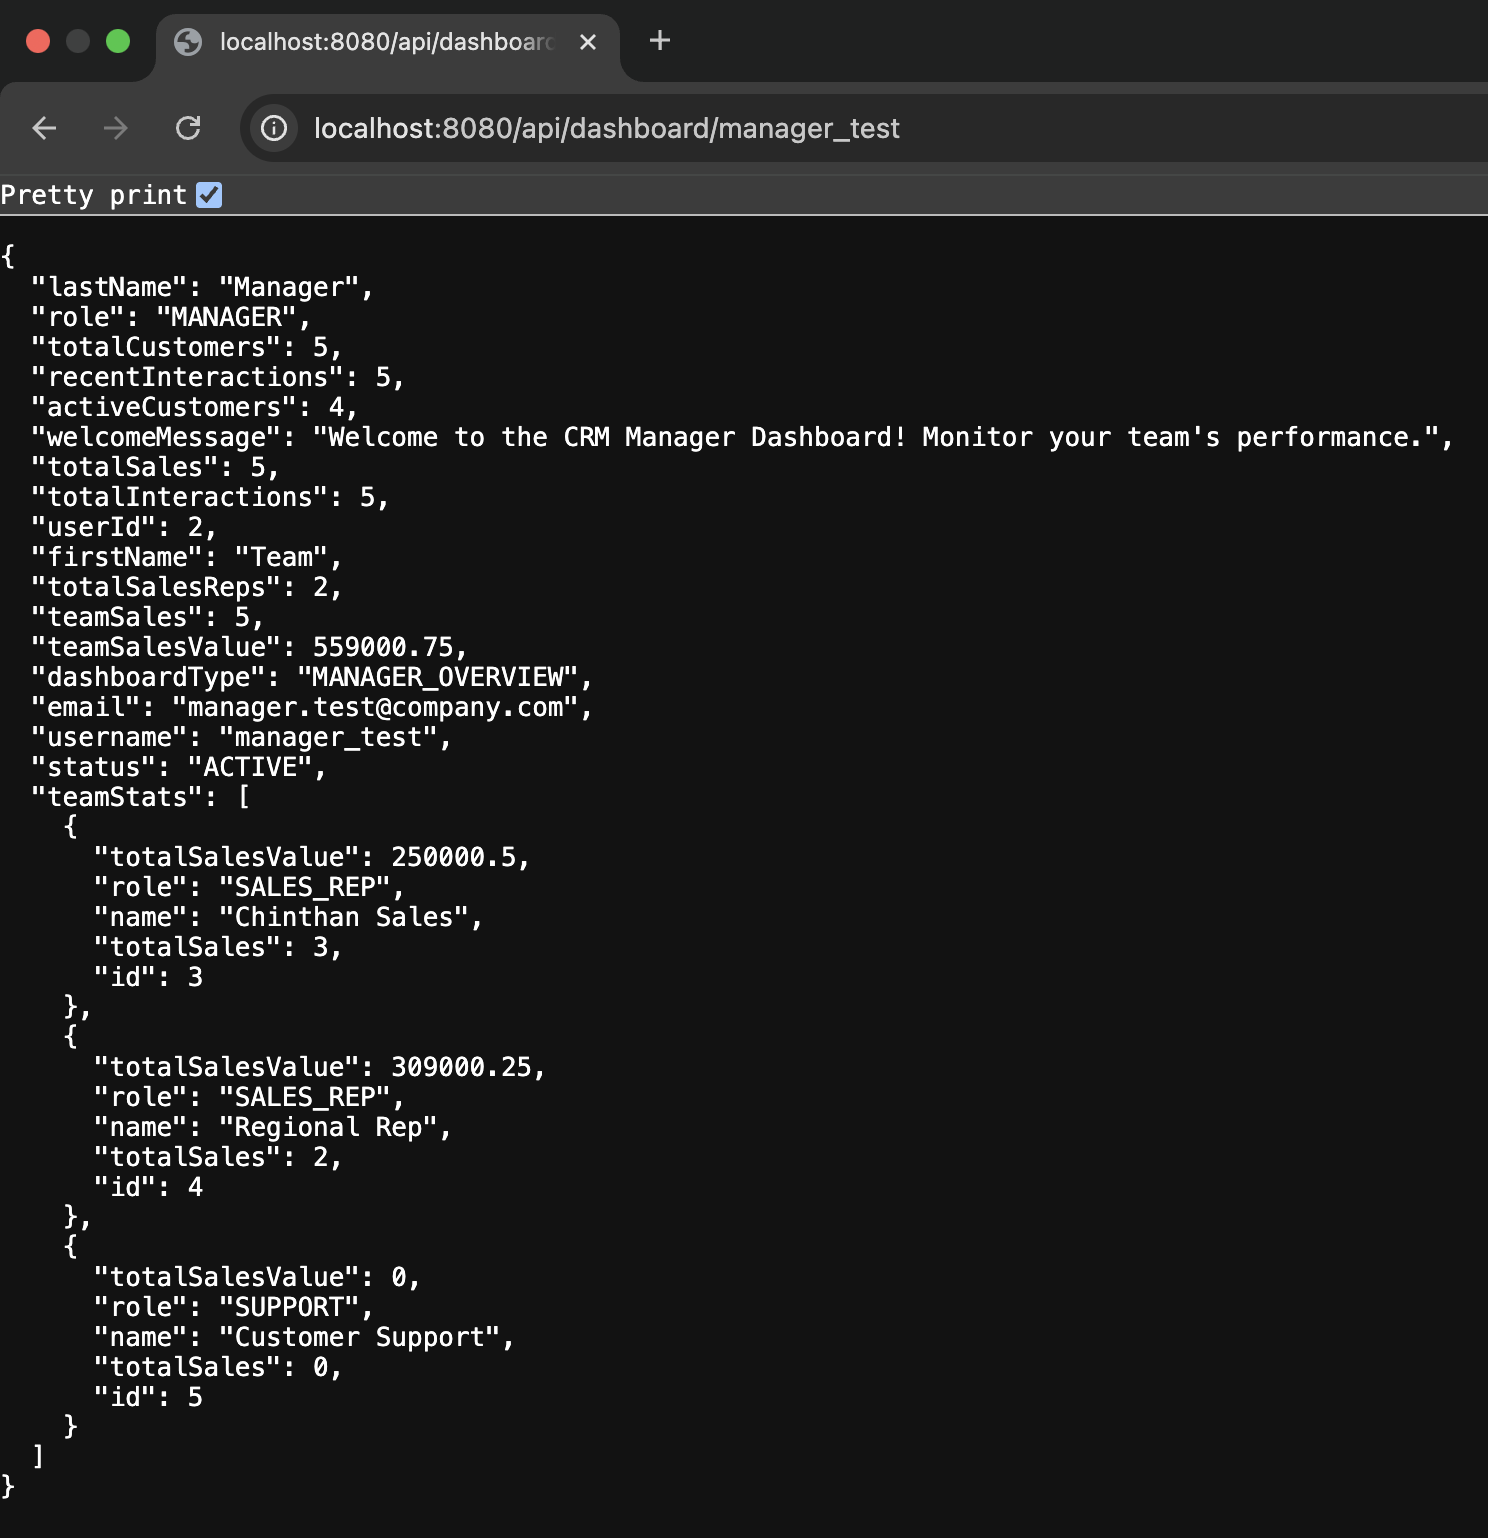 localhost:8080/api/dashboard
localhost:8080/api/dashboard/manager_test
Pretty print
{
  "lastName": "Manager",
  "role": "MANAGER",
  "totalCustomers": 5,
  "recentInteractions": 5,
  "activeCustomers": 4,
  "welcomeMessage": "Welcome to the CRM Manager Dashboard! Monitor your team's performance.",
  "totalSales": 5,
  "totalInteractions": 5,
  "userId": 2,
  "firstName": "Team",
  "totalSalesReps": 2,
  "teamSales": 5,
  "teamSalesValue": 559000.75,
  "dashboardType": "MANAGER_OVERVIEW",
  "email": "manager.test@company.com",
  "username": "manager_test",
  "status": "ACTIVE",
  "teamStats": [
    {
      "totalSalesValue": 250000.5,
      "role": "SALES_REP",
      "name": "Chinthan Sales",
      "totalSales": 3,
      "id": 3
    },
    {
      "totalSalesValue": 309000.25,
      "role": "SALES_REP",
      "name": "Regional Rep",
      "totalSales": 2,
      "id": 4
    },
    {
      "totalSalesValue": 0,
      "role": "SUPPORT",
      "name": "Customer Support",
      "totalSales": 0,
      "id": 5
    }
  ]
}